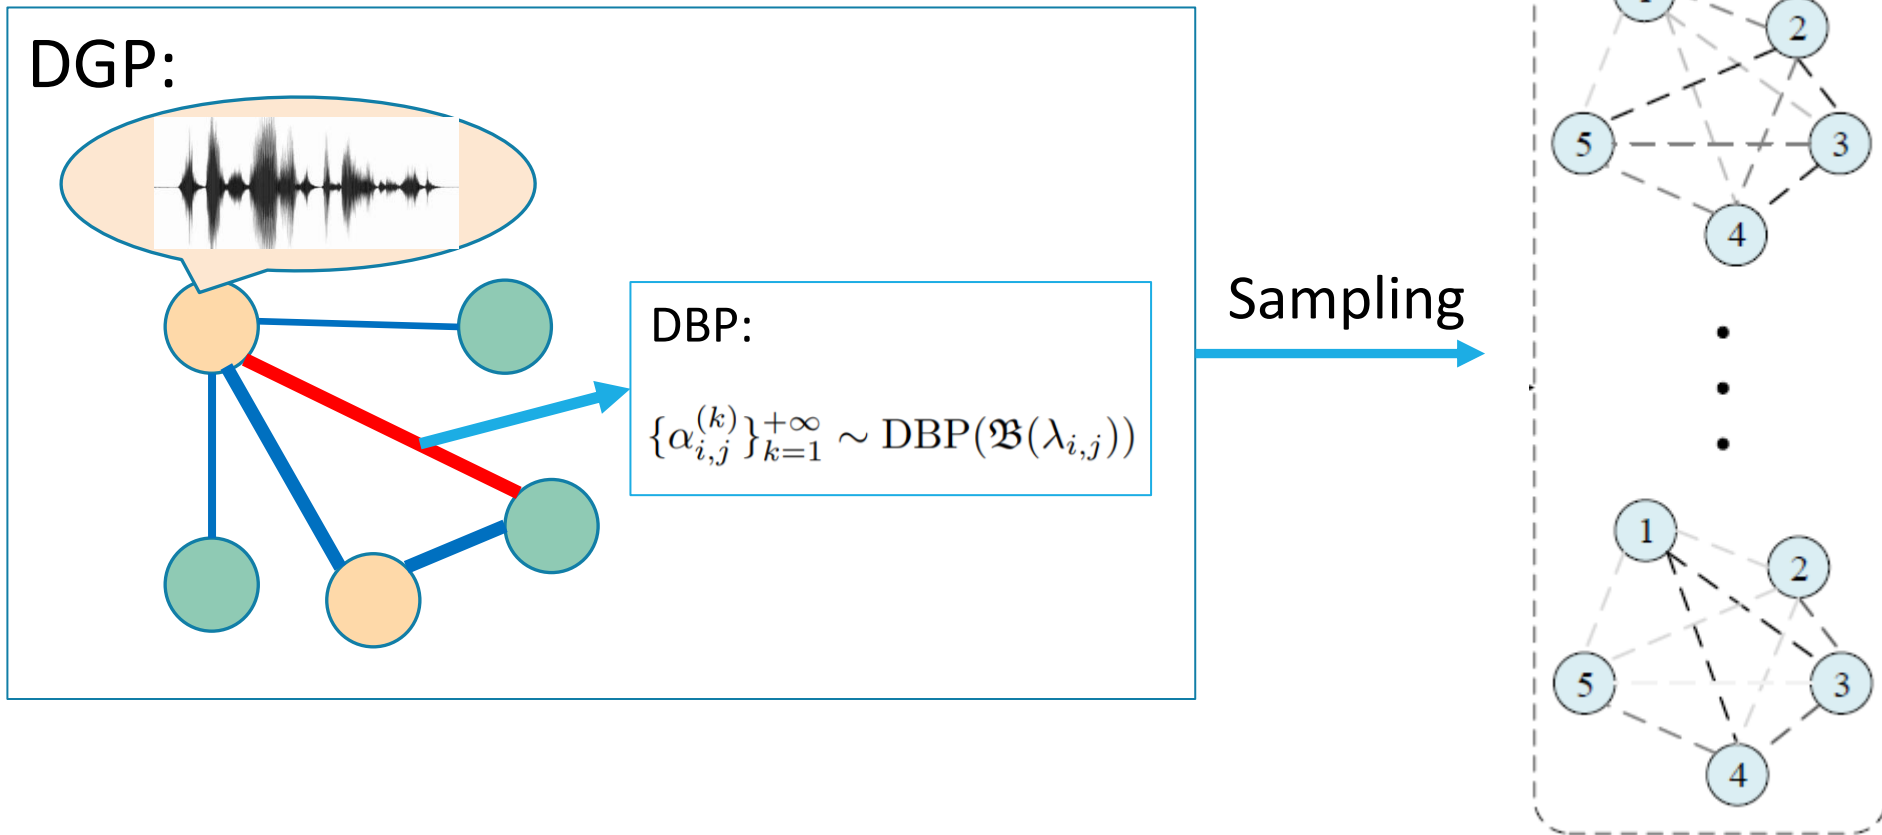 DGP:
DBP:
{α_{i,j}^{(k)}}_{k=1}^{+∞} ∼ DBP(𝔅(λ_{i,j}))
Sampling
2
5
3
4
1
2
5
3
4